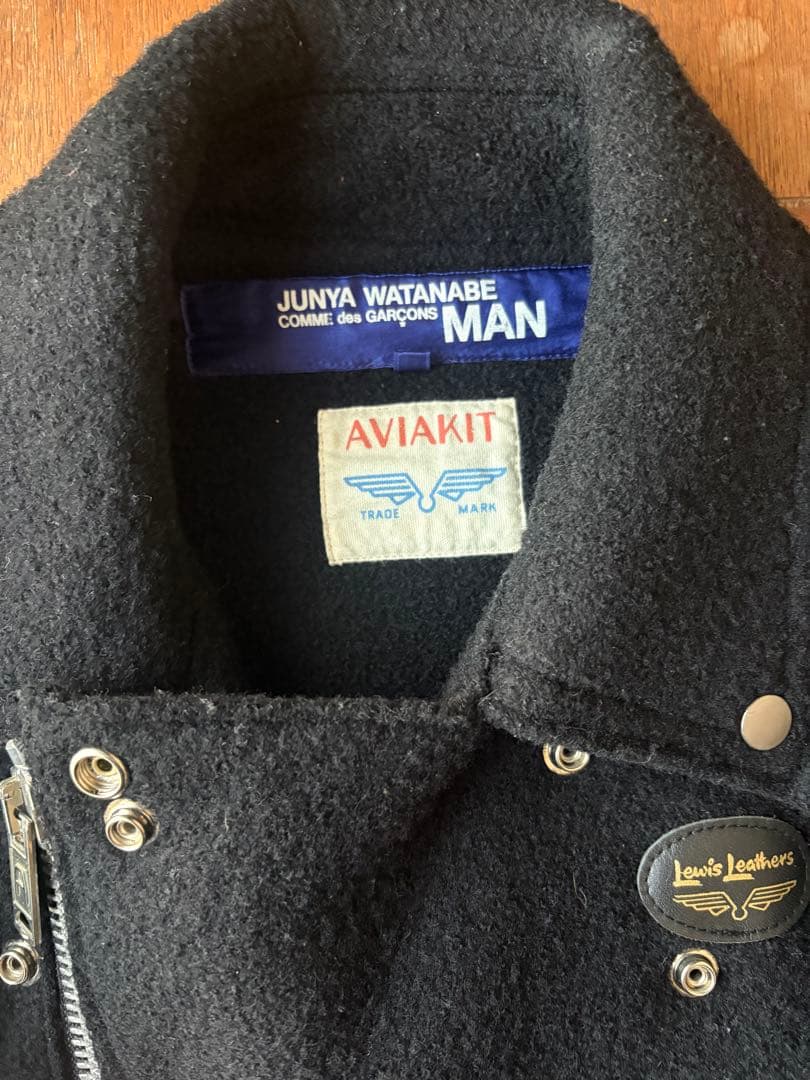 JUNYA WATANABE
COMME des GARÇONS MAN
AVIAKIT
TRADE MARK
Lewis Leathers